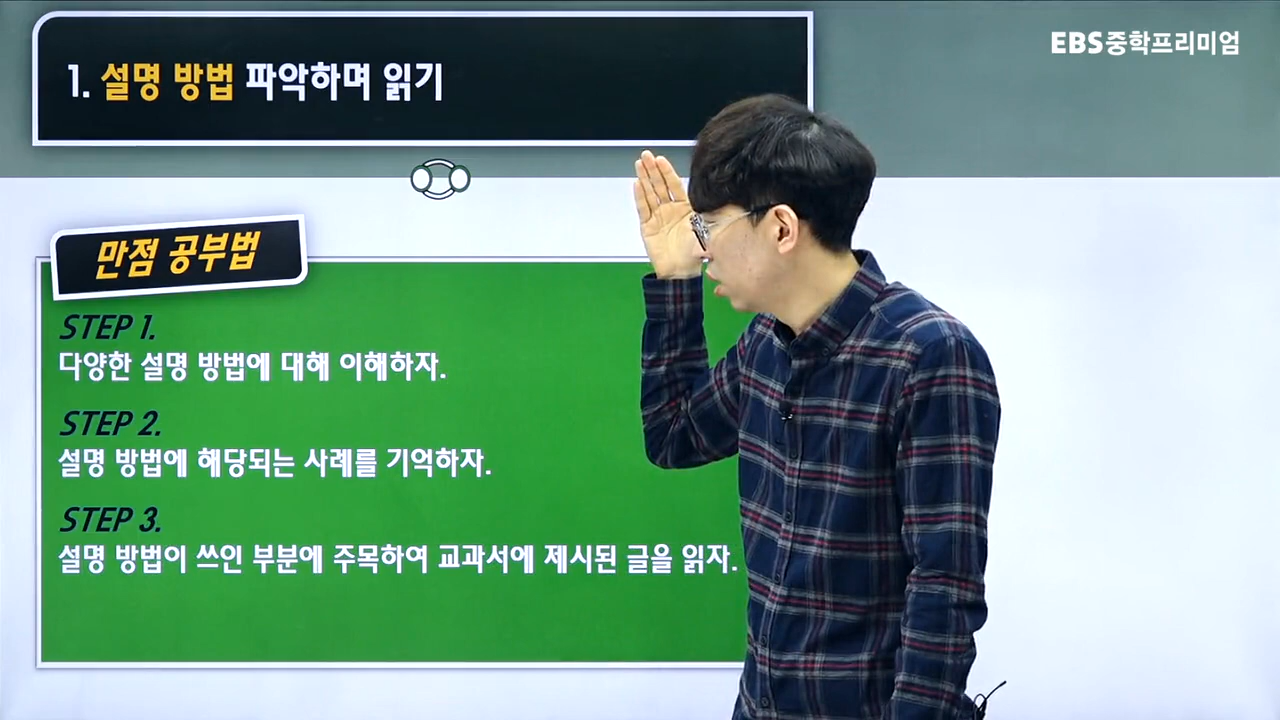 EBS중학프리미엄
1. 설명 방법 파악하며 읽기
만점 공부법
STEP 1.
다양한 설명 방법에 대해 이해하자.
STEP 2.
설명 방법에 해당되는 사례를 기억하자.
STEP 3.
설명 방법이 쓰인 부분에 주목하여 교과서에 제시된 글을 읽자.